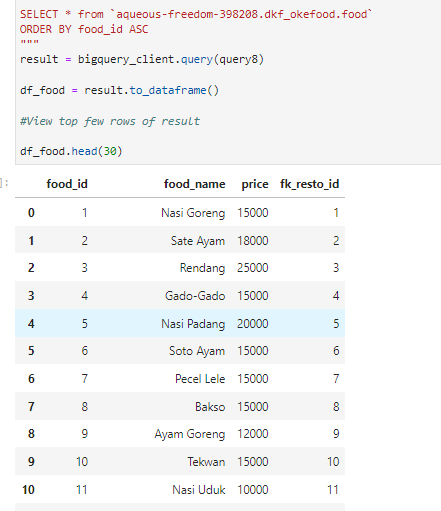 SELECT * from `aqueous-freedom-398208.dkf_okefood.food`
ORDER BY food_id ASC
"""
result = bigquery_client.query(query8)
df_food = result.to_dataframe()
#View top few rows of result
df_food.head(30)
]:
food_id food_name price fk_resto_id
0 1 Nasi Goreng 15000 1
1 2 Sate Ayam 18000 2
2 3 Rendang 25000 3
3 4 Gado-Gado 15000 4
4 5 Nasi Padang 20000 5
5 6 Soto Ayam 15000 6
6 7 Pecel Lele 15000 7
7 8 Bakso 15000 8
8 9 Ayam Goreng 12000 9
9 10 Tekwan 15000 10
10 11 Nasi Uduk 10000 11